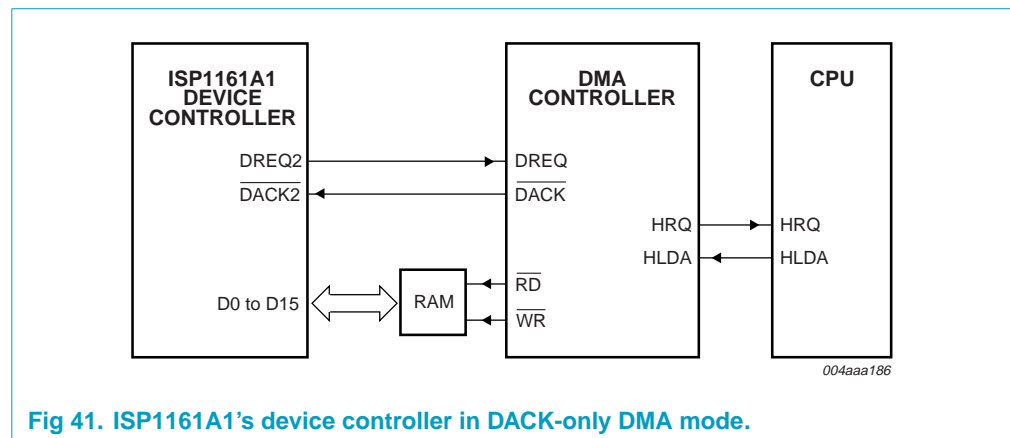 ISP1161A1
DEVICE
CONTROLLER
DREQ2
DACK2
D0 to D15
RAM
DMA
CONTROLLER
DREQ
DACK
HRQ
HLDA
RD
WR
CPU
HRQ
HLDA
004aaa186
Fig 41. ISP1161A1's device controller in DACK-only DMA mode.